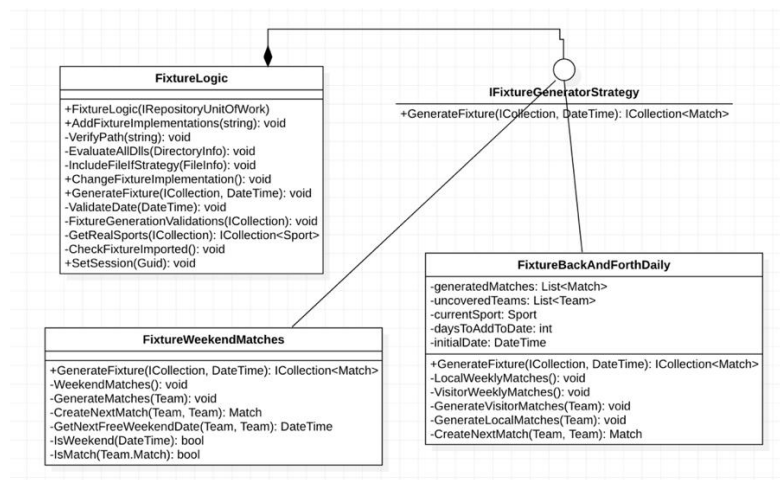 FixtureLogic
+FixtureLogic(IRepositoryUnitOfWork)
+AddFixtureImplementations(string): void
-VerifyPath(string): void
-EvaluateAllDlls(DirectoryInfo): void
-IncludeFileIfStrategy(FileInfo): void
+ChangeFixtureImplementation(): void
+GenerateFixture(ICollection, DateTime): void
-ValidateDate(DateTime): void
-FixtureGenerationValidations(ICollection): void
-GetRealSports(ICollection): ICollection<Sport>
-CheckFixtureImported(): void
+SetSession(Guid): void
IFixtureGeneratorStrategy
+GenerateFixture(ICollection, DateTime): ICollection<Match>
FixtureWeekendMatches
+GenerateFixture(ICollection, DateTime): ICollection<Match>
-WeekendMatches(): void
-GenerateMatches(Team): void
-CreateNextMatch(Team, Team): Match
-GetNextFreeWeekendDate(Team, Team): DateTime
-IsWeekend(DateTime): bool
-IsMatch(Team.Match): bool
FixtureBackAndForthDaily
-generatedMatches: List<Match>
-uncoveredTeams: List<Team>
-currentSport: Sport
-daysToAddToDate: int
-initialDate: DateTime
+GenerateFixture(ICollection, DateTime): ICollection<Match>
-LocalWeeklyMatches(): void
-VisitorWeeklyMatches(): void
-GenerateVisitorMatches(Team): void
-GenerateLocalMatches(Team): void
-CreateNextMatch(Team, Team): Match